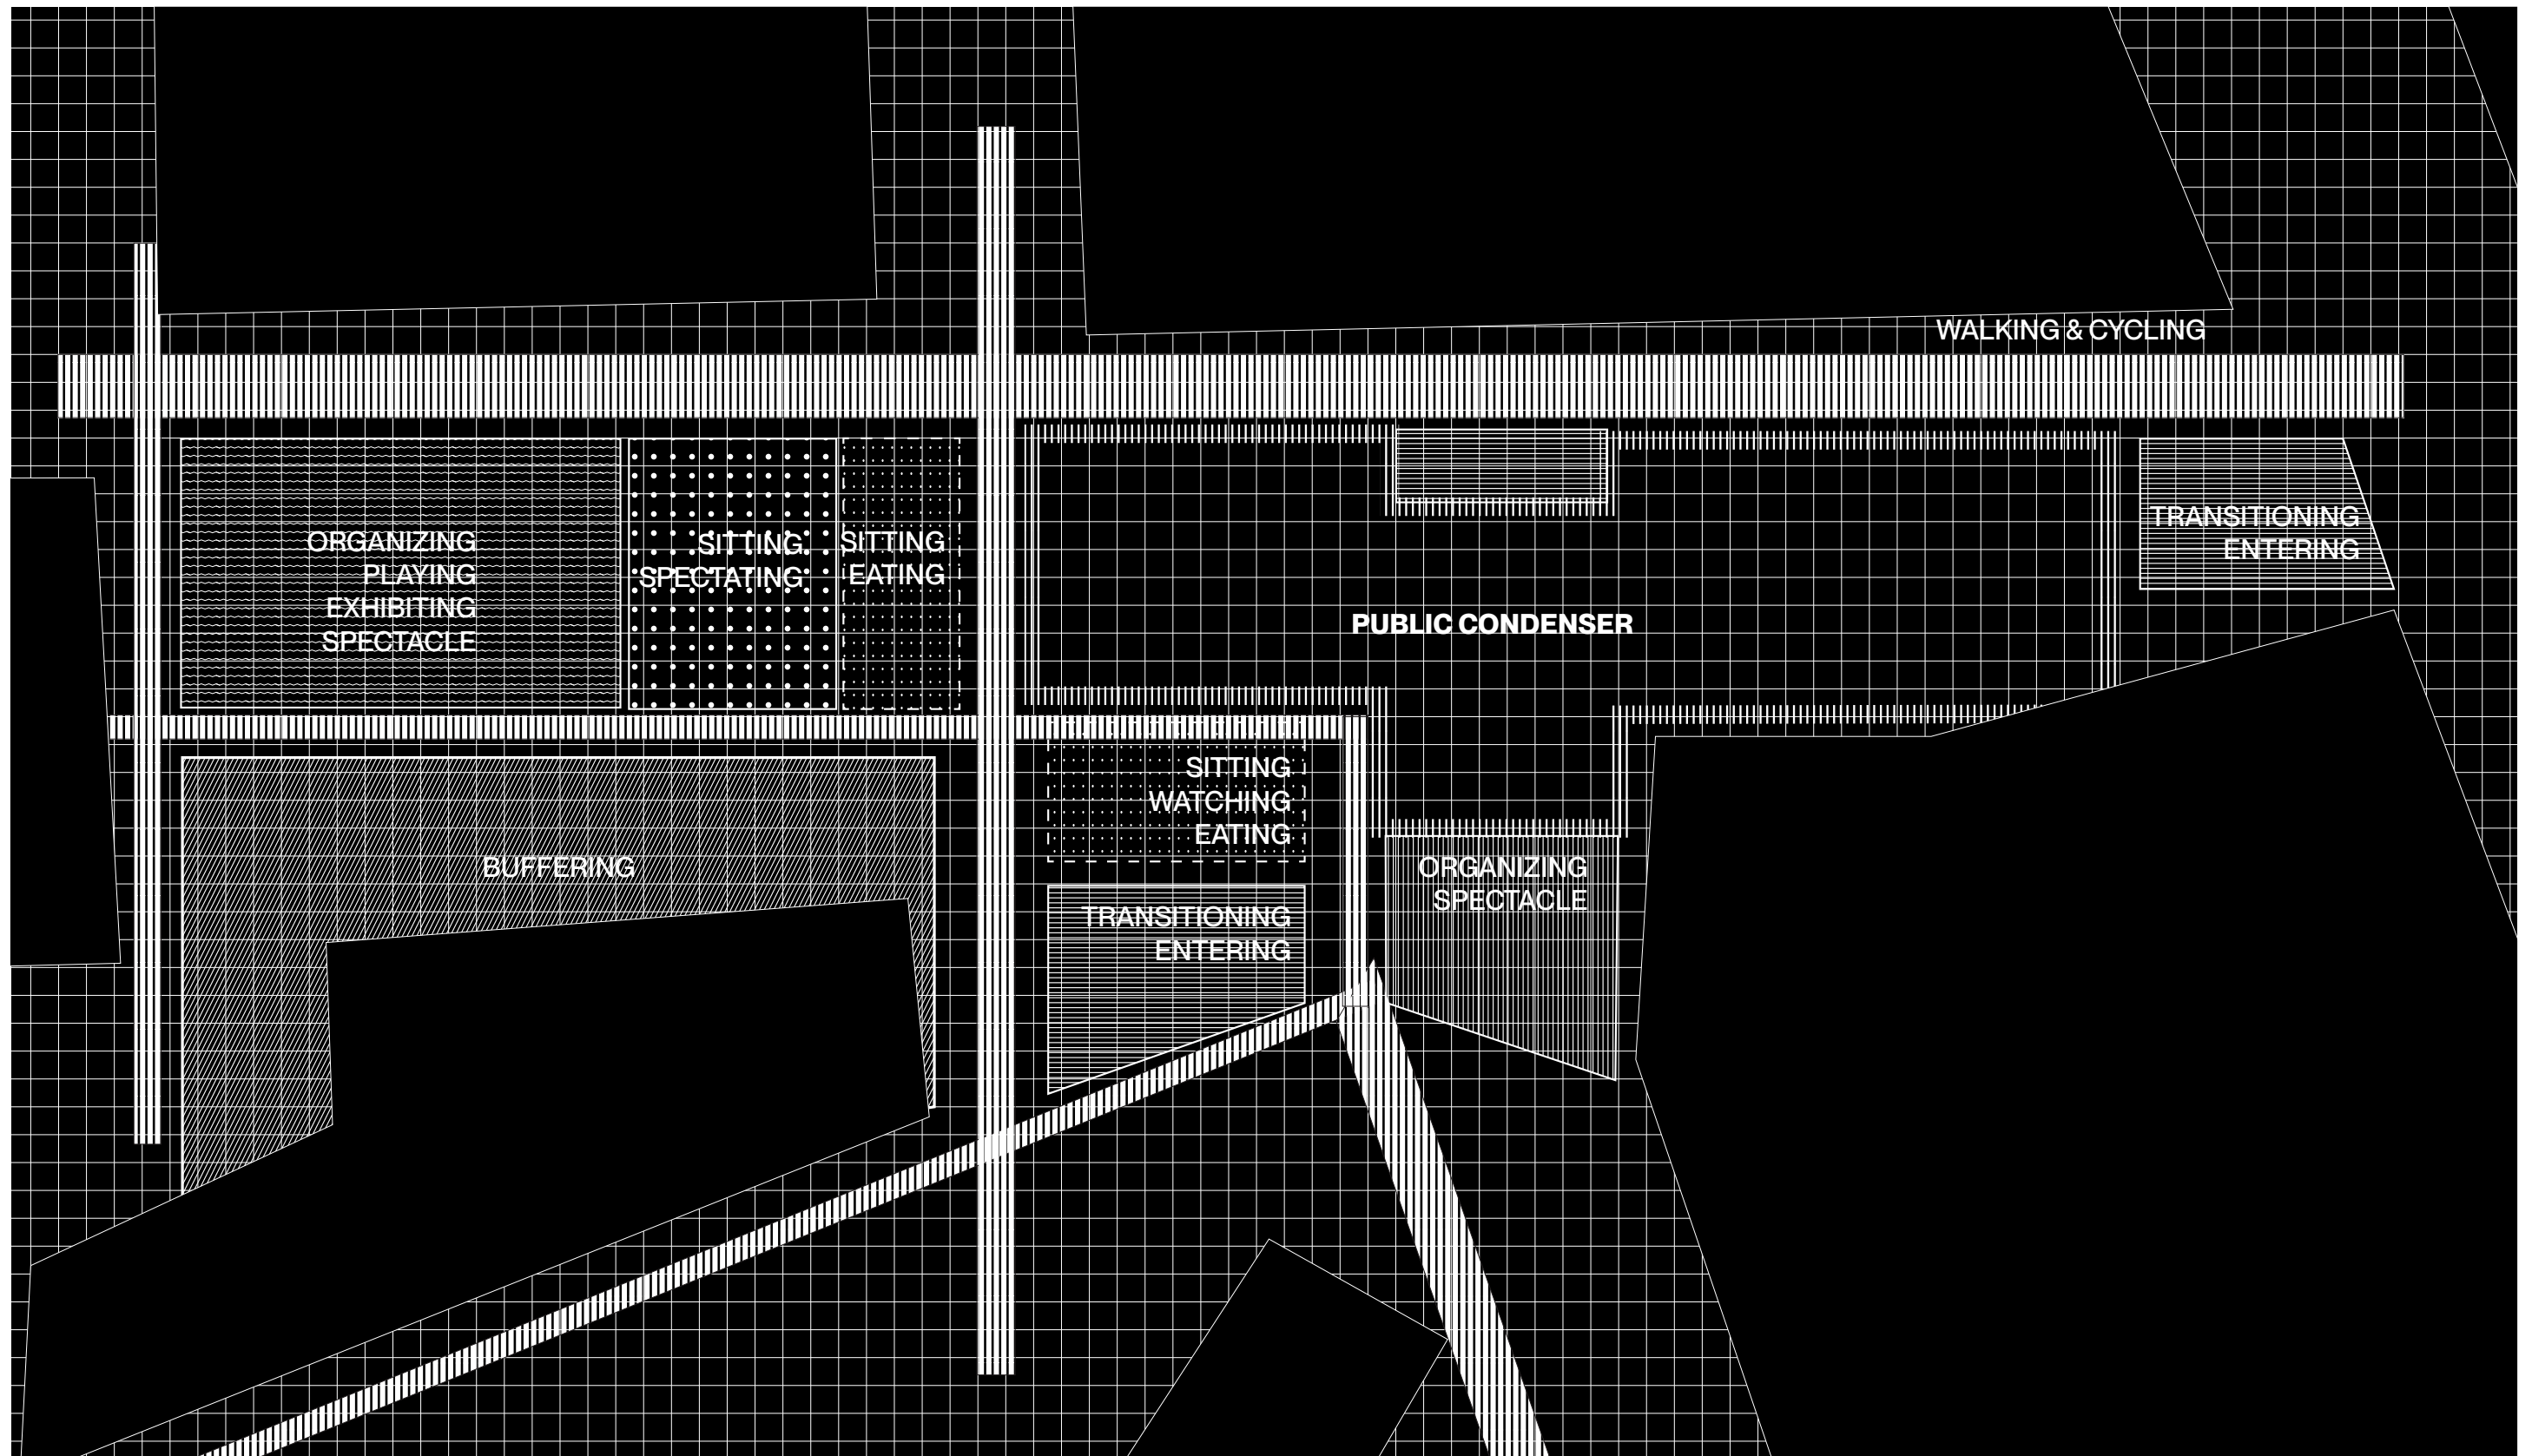 WALKING & CYCLING
ORGANIZING
PLAYING
EXHIBITING
SPECTACLE
SITTING
SPECTATING
SITTING
EATING
PUBLIC CONDENSER
TRANSITIONING
ENTERING
BUFFERING
SITTING
WATCHING
EATING
TRANSITIONING
ENTERING
ORGANIZING
SPECTACLE